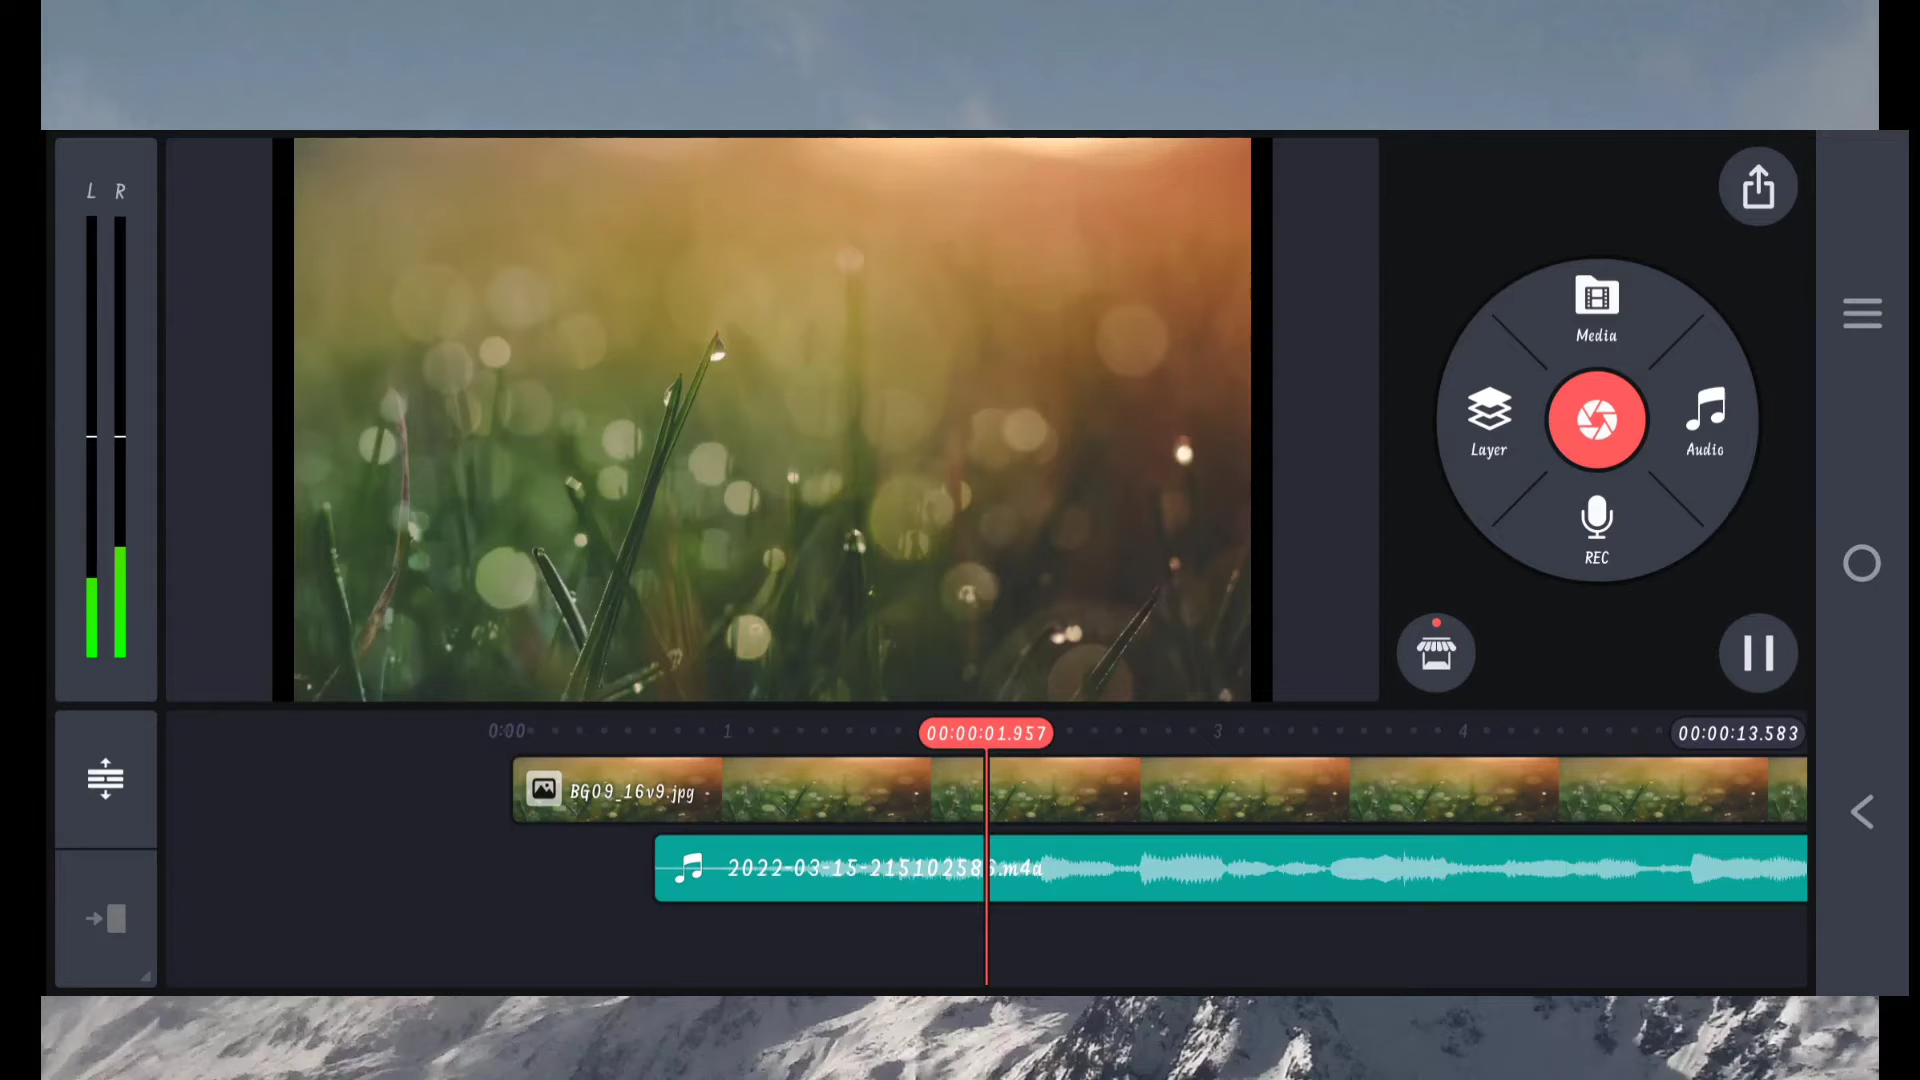 L R
Media
Layer
Audio
REC
0:00 1 00:00:01.957 3 4 00:00:13.583
BG09_16v9.jpg
2022-03-15-215102586.m4a